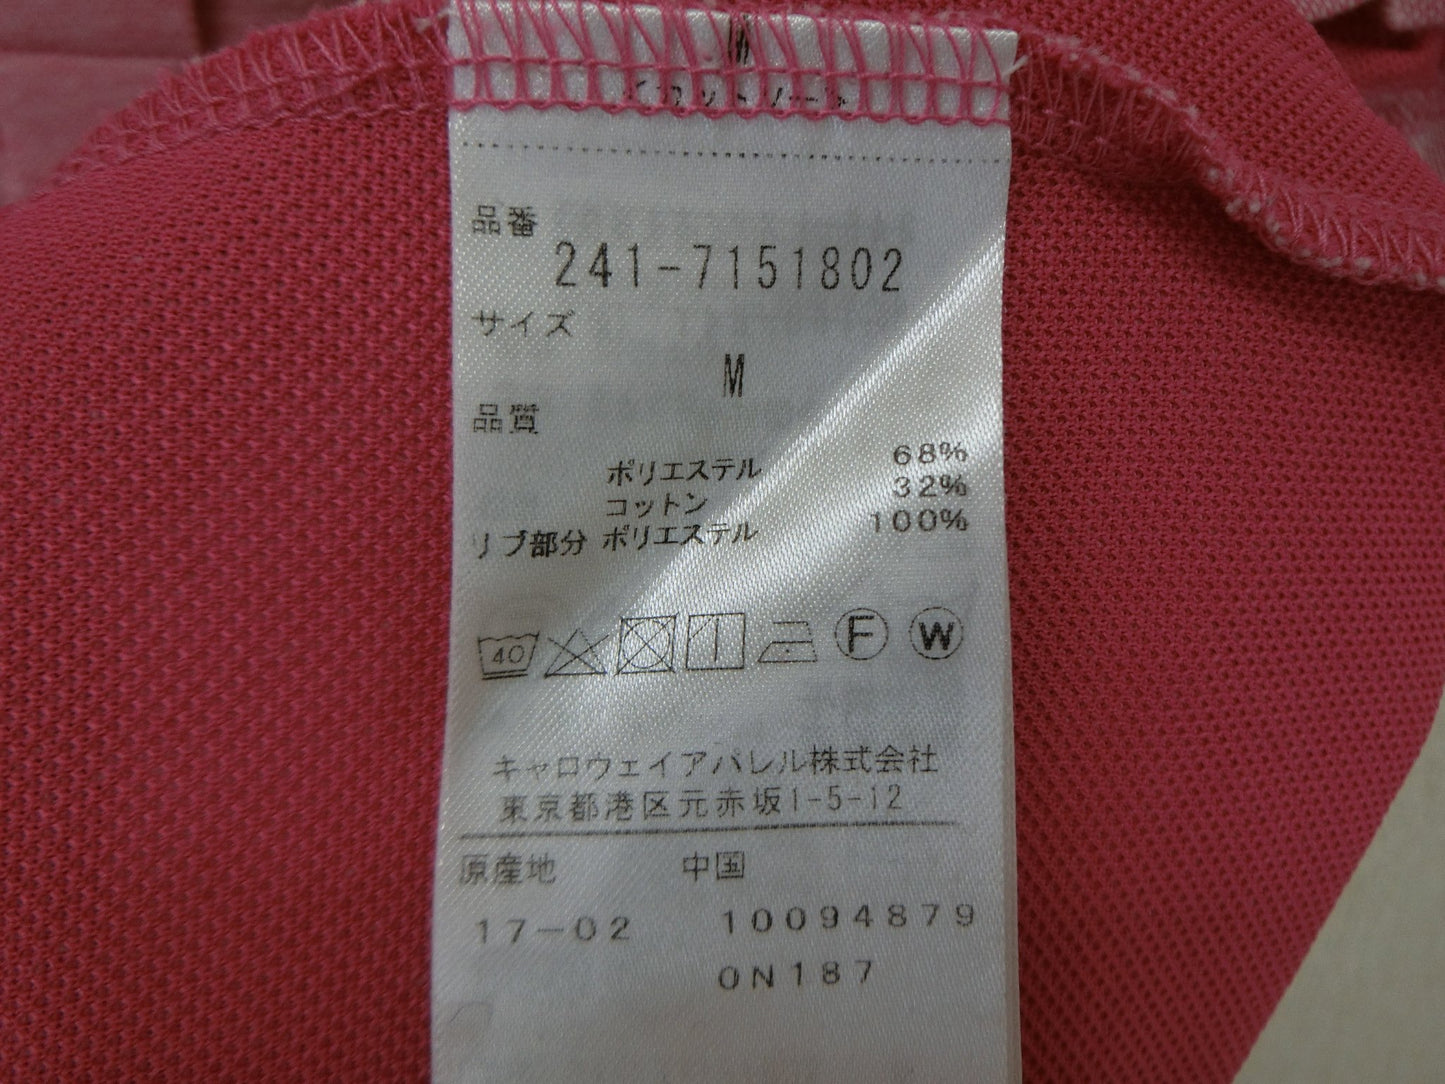 品番
241-7151802
サイズ
M
品質
ポリエステル 68%
コットン 32%
リブ部分 ポリエステル 100%
40 F W
キャロウェイアパレル株式会社
東京都港区元赤坂1-5-12
原産地 中国
17-02 10094879
0N187